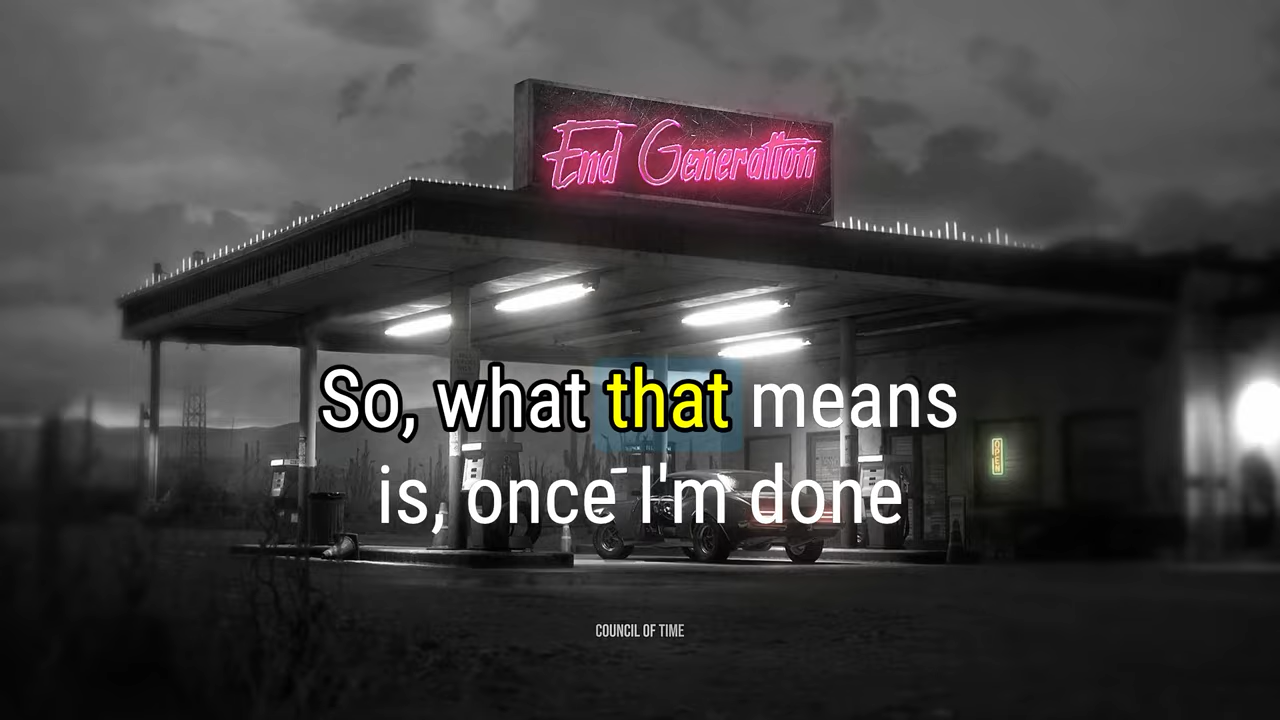 End Generation
So, what that means
is, once I'm done
OPEN
COUNCIL OF TIME